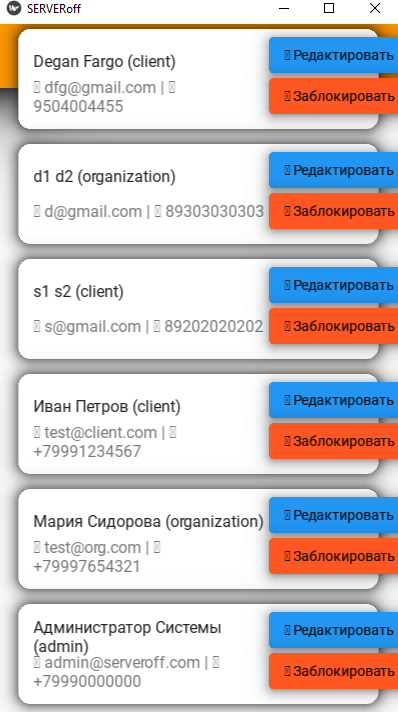 SERVERoff
Degan Fargo (client)
dfg@gmail.com |
9504004455
Редактировать
Заблокировать
d1 d2 (organization)
d@gmail.com | 89303030303
Редактировать
Заблокировать
s1 s2 (client)
s@gmail.com | 89202020202
Редактировать
Заблокировать
Иван Петров (client)
test@client.com |
+79991234567
Редактировать
Заблокировать
Мария Сидорова (organization)
test@org.com |
+79997654321
Редактировать
Заблокировать
Администратор Системы
(admin)
admin@serveroff.com |
+79990000000
Редактировать
Заблокировать